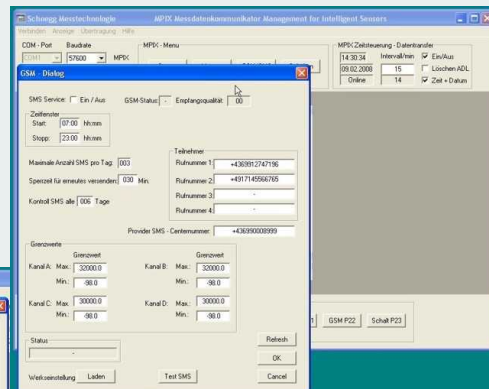 Schnegg Messtechnologie MPIX Messdatenkommunikator Management for Intelligent Sensors
Verbinden Anzeige Übertragung Hilfe
COM - Port Baudrate
COM1 57600 MPIX
MPIX - Menu
MPIX Zeitsteuerung - Datentransfer
14:30:34 Intervall/min Ein/Aus
09.02.2008 15 Löschen ADL
Online 14 Zeit + Datum
GSM - Dialog
SMS Service: Ein / Aus GSM-Status: - Empfangsqualität: 00
Zeitfenster
Start: 07:00 hh:mm
Stopp: 23:00 hh:mm
Maximale Anzahl SMS pro Tag: 003
Sperrzeit für erneutes versenden: 030 Min.
Kontroll SMS alle 006 Tage
Teilnehmer
Rufnummer 1: +4369912747196
Rufnummer 2: +4917145566765
Rufnummer 3: -
Rufnummer 4: -
Provider SMS - Centernummer: +436990008999
Grenzwerte
Grenzwert Grenzwert
Kanal A: Max.: 32000.0 Kanal B: Max.: 32000.0
Min.: -98.0 Min.: -98.0
Kanal C: Max.: 30000.0 Kanal D: Max.: 30000.0
Min.: -98.0 Min.: -98.0
GSM P22 Schalt P23
Status
-
Refresh
OK
Werkseinstellung Laden Test SMS Cancel